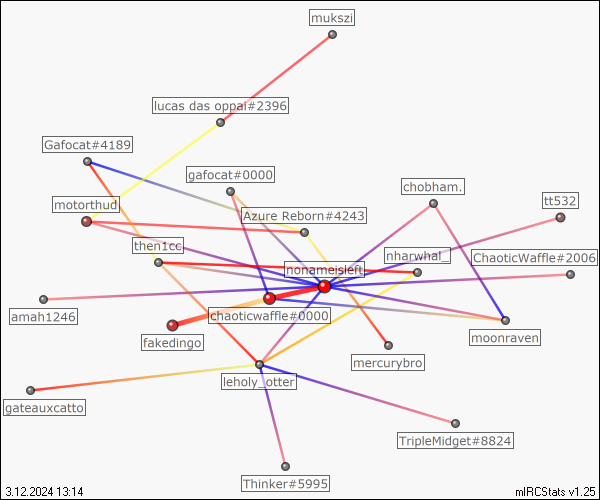 mukszi
lucas das oppai#2396
Gafocat#4189
gafocat#0000
chobham.
motorthud
Azure Reborn#4243
tt532
then1cc
nharwhal_
ChaoticWaffle#2006
nonameisleft
amah1246
chaoticwaffle#0000
fakedingo
moonraven
mercurybro
leholy_otter
gateauxcatto
TripleMidget#8824
Thinker#5995
3.12.2024 13:14
mIRCStats v1.25